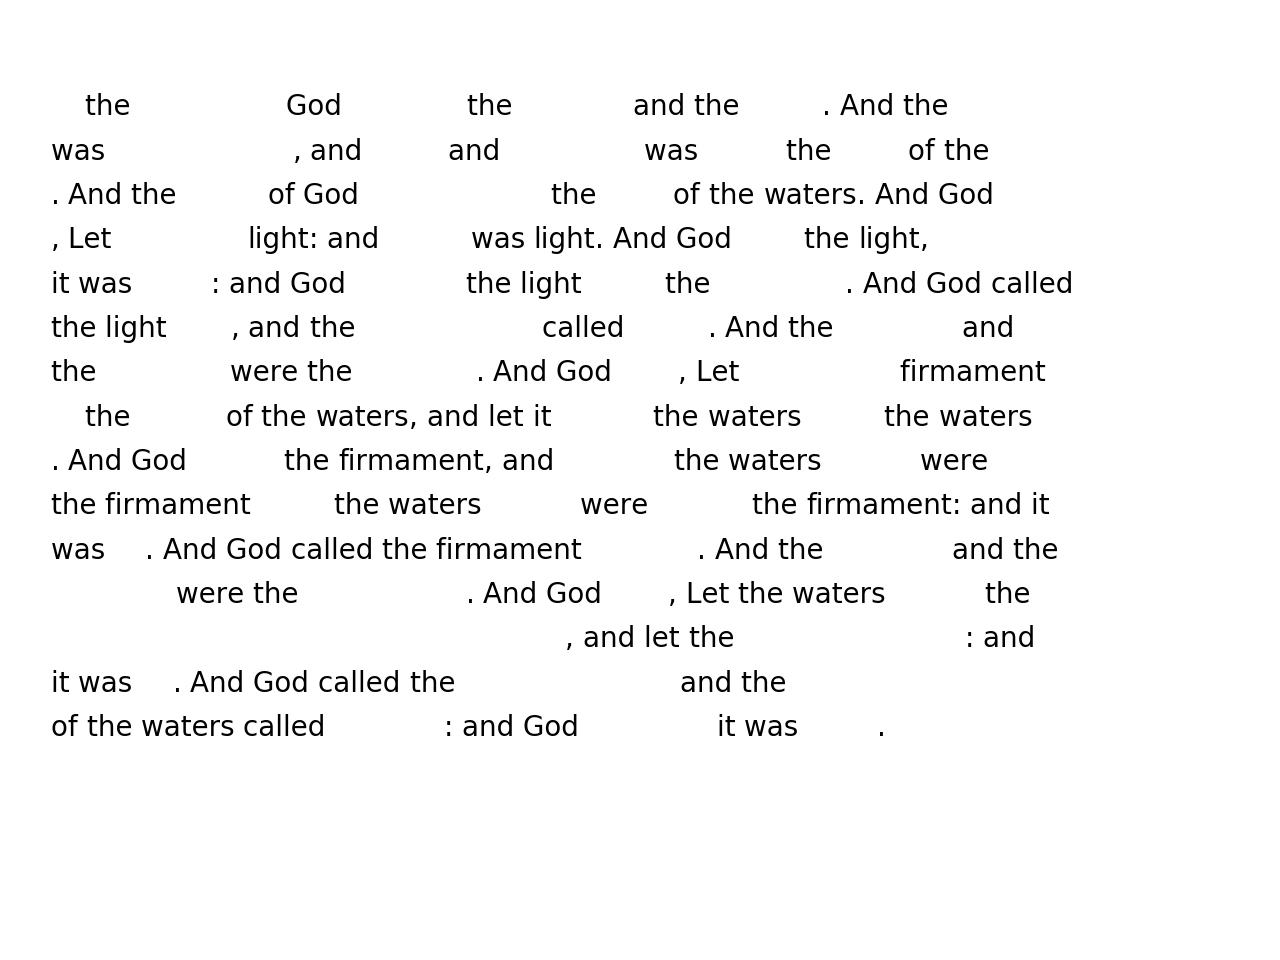 the God the and the . And the
was , and and was the of the
. And the of God the of the waters. And God
, Let light: and was light. And God the light,
it was : and God the light the . And God called
the light , and the called . And the and
the were the . And God , Let firmament
the of the waters, and let it the waters the waters
. And God the firmament, and the waters were
the firmament the waters were the firmament: and it
was . And God called the firmament . And the and the
were the . And God , Let the waters the
, and let the : and
it was . And God called the and the
of the waters called : and God it was .